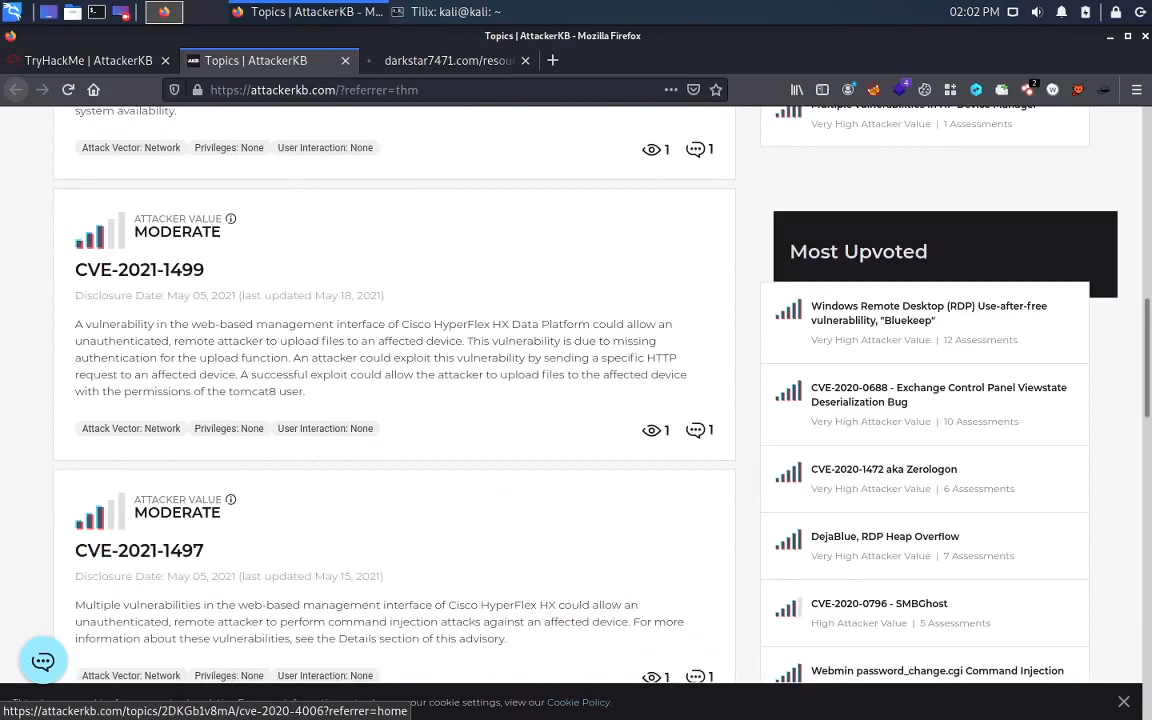 Topics | AttackerKB - M...
Tilix: kali@kali: ~
02:02 PM
Topics | AttackerKB - Mozilla Firefox
TryHackMe | AttackerKB
AKB
Topics | AttackerKB
darkstar7471.com/resou
https://attackerkb.com/?referrer=thm
4
2
system availability.
Attack Vector: Network
Privileges: None
User Interaction: None
1
1
ATTACKER VALUE
MODERATE
CVE-2021-1499
Disclosure Date: May 05, 2021 (last updated May 18, 2021)
A vulnerability in the web-based management interface of Cisco HyperFlex HX Data Platform could allow an
unauthenticated, remote attacker to upload files to an affected device. This vulnerability is due to missing
authentication for the upload function. An attacker could exploit this vulnerability by sending a specific HTTP
request to an affected device. A successful exploit could allow the attacker to upload files to the affected device
with the permissions of the tomcat8 user.
Attack Vector: Network
Privileges: None
User Interaction: None
1
1
ATTACKER VALUE
MODERATE
CVE-2021-1497
Disclosure Date: May 05, 2021 (last updated May 15, 2021)
Multiple vulnerabilities in the web-based management interface of Cisco HyperFlex HX could allow an
unauthenticated, remote attacker to perform command injection attacks against an affected device. For more
information about these vulnerabilities, see the Details section of this advisory.
Attack Vector: Network
Privileges: None
User Interaction: None
1
1
Multiple Vulnerabilities in HP Device Manager
Very High Attacker Value | 1 Assessments
Most Upvoted
Windows Remote Desktop (RDP) Use-after-free
vulnerablility, "Bluekeep"
Very High Attacker Value | 12 Assessments
CVE-2020-0688 - Exchange Control Panel Viewstate
Deserialization Bug
Very High Attacker Value | 10 Assessments
CVE-2020-1472 aka Zerologon
Very High Attacker Value | 6 Assessments
DejaBlue, RDP Heap Overflow
Very High Attacker Value | 7 Assessments
CVE-2020-0796 - SMBGhost
High Attacker Value | 5 Assessments
Webmin password_change.cgi Command Injection
our cookie settings, view our Cookie Policy.
https://attackerkb.com/topics/2DKGb1v8mA/cve-2020-4006?referrer=home